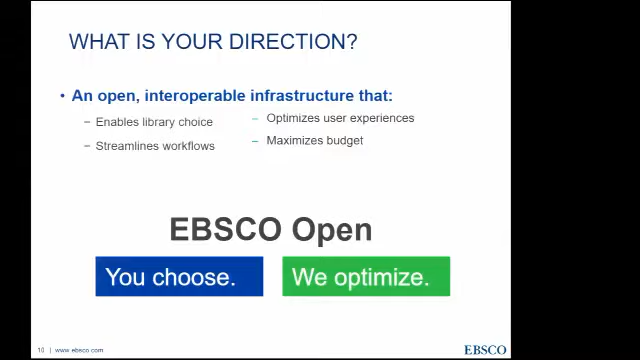 WHAT IS YOUR DIRECTION?
• An open, interoperable infrastructure that:
– Enables library choice
– Streamlines workflows
– Optimizes user experiences
– Maximizes budget
EBSCO Open
You choose.
We optimize.
10 | www.ebsco.com
EBSCO